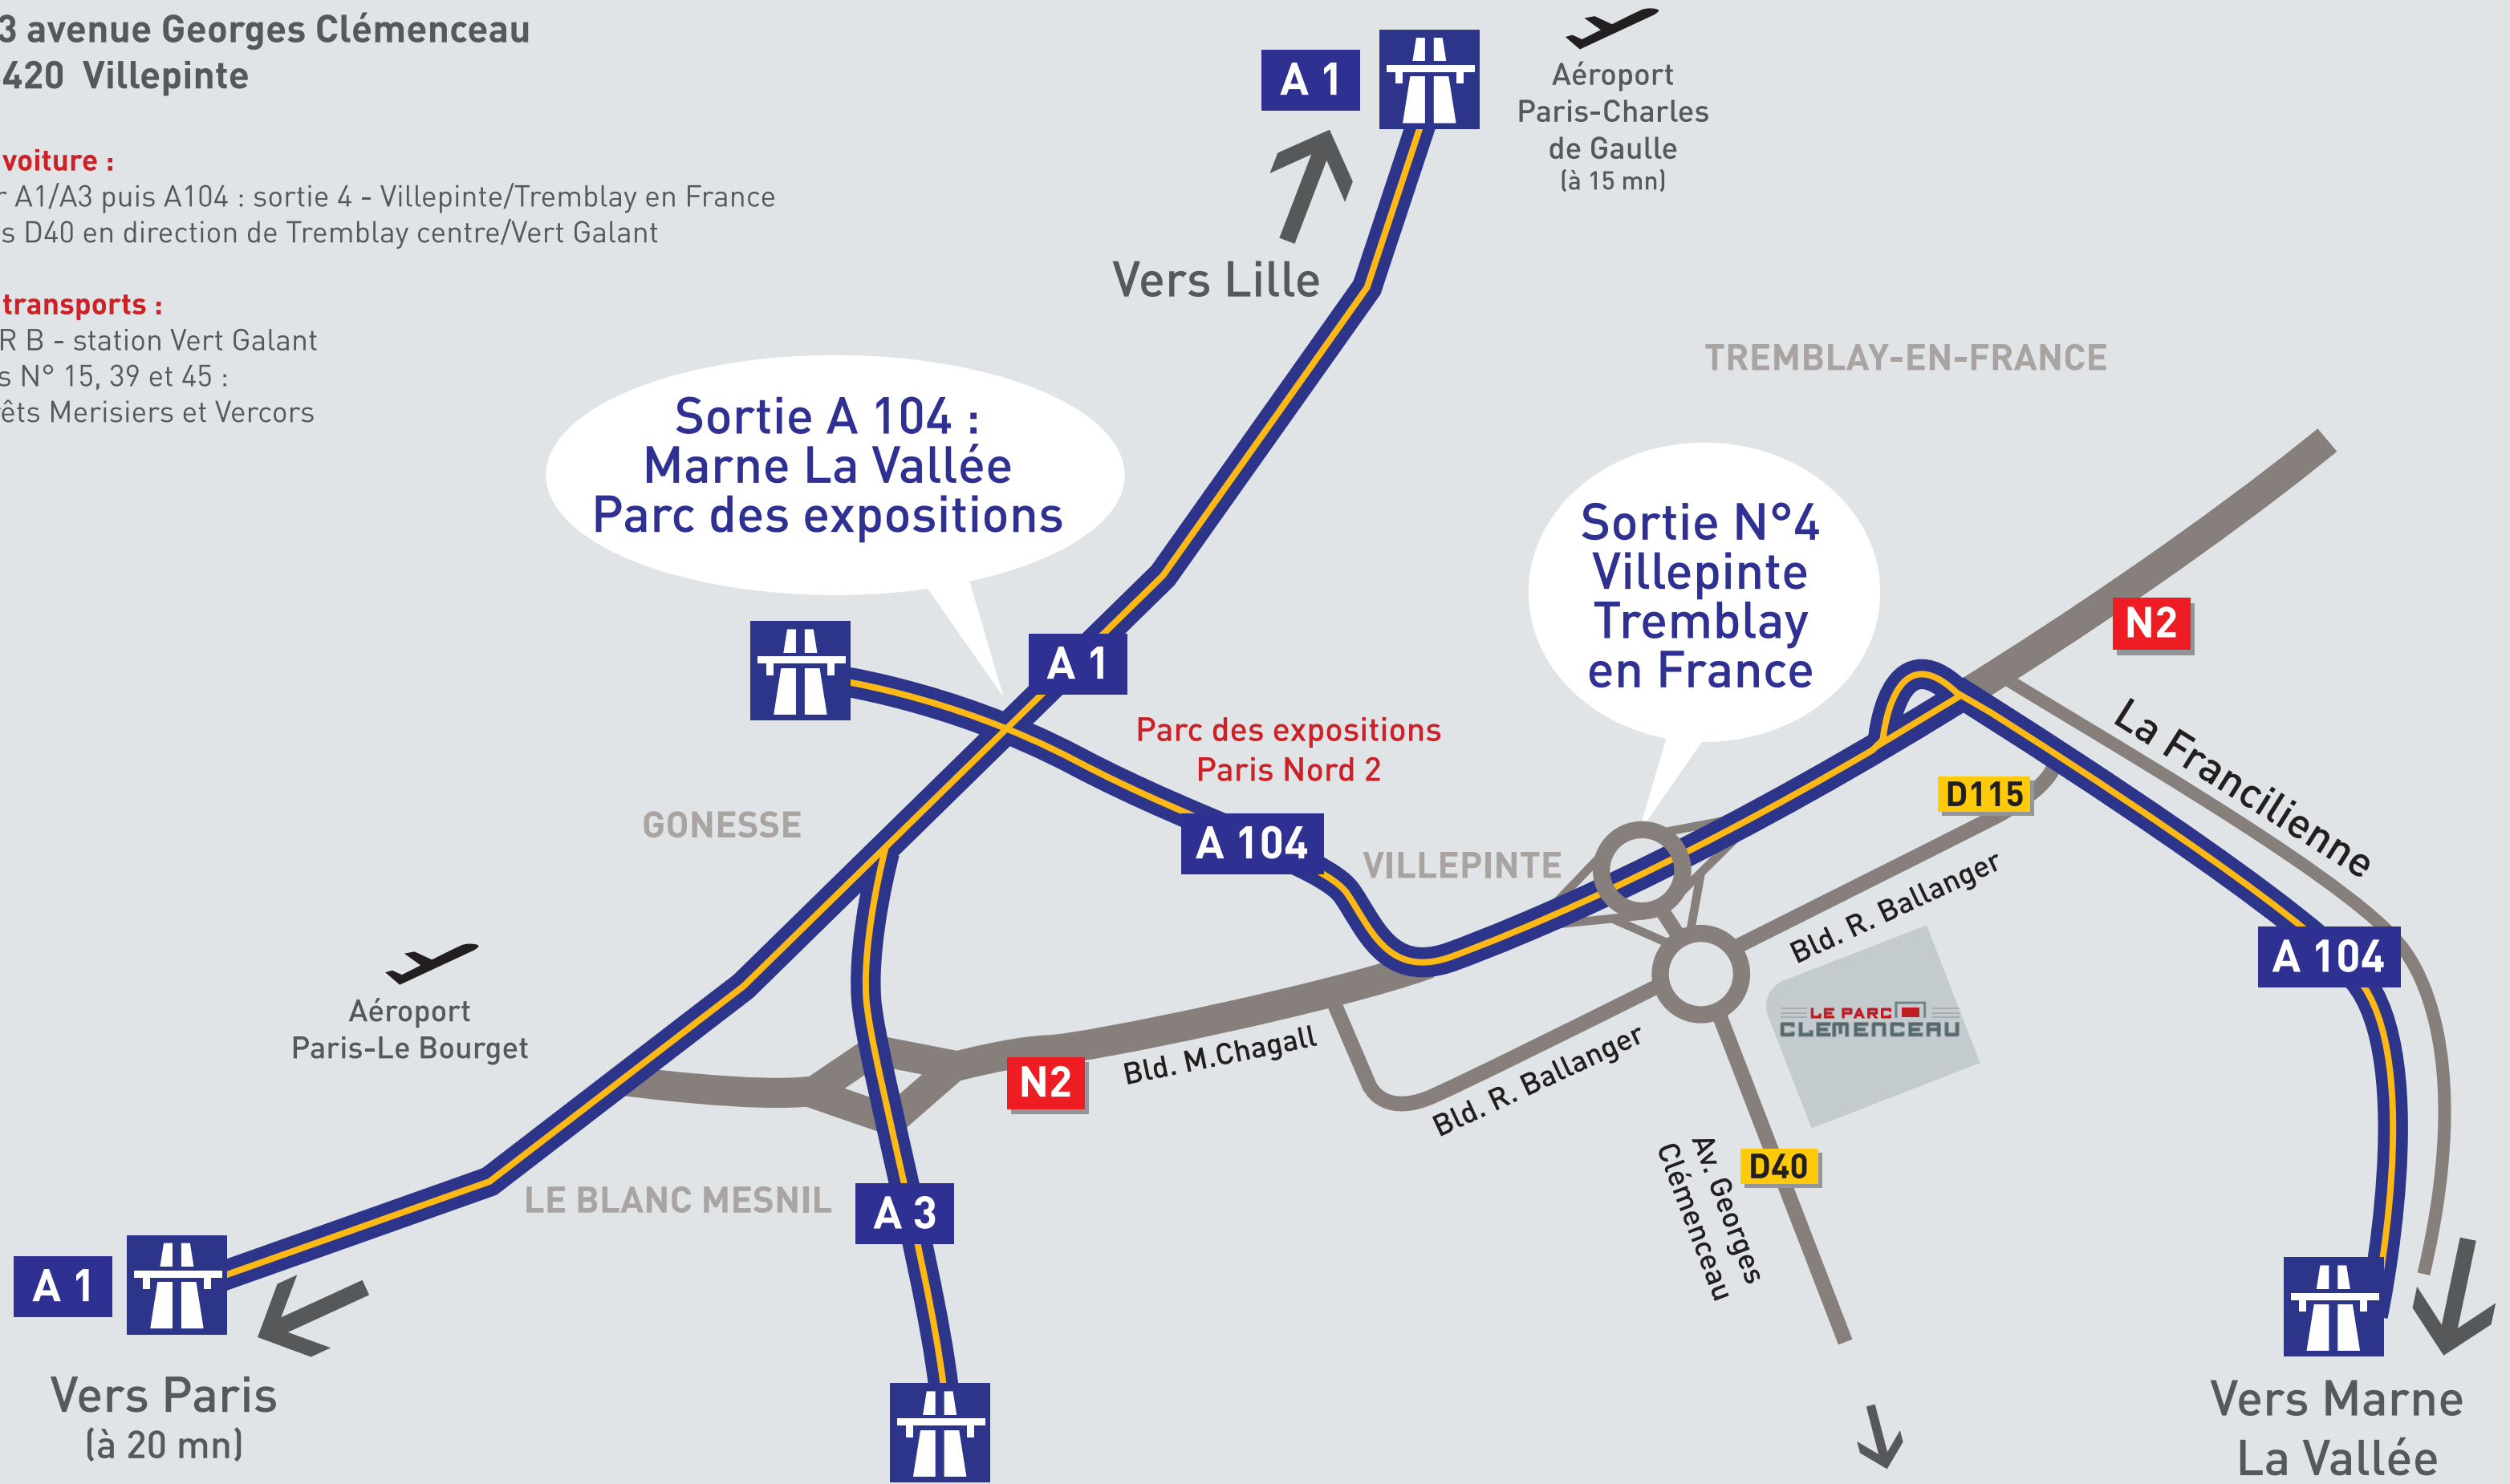 3 avenue Georges Clémenceau
420 Villepinte
voiture :
r A1/A3 puis A104 : sortie 4 - Villepinte/Tremblay en France
s D40 en direction de Tremblay centre/Vert Galant
transports :
R B - station Vert Galant
s N° 15, 39 et 45 :
êts Merisiers et Vercors
A 1
Aéroport
Paris-Charles
de Gaulle
(à 15 mn)
Vers Lille
TREMBLAY-EN-FRANCE
Sortie A 104 :
Marne La Vallée
Parc des expositions
Sortie N°4
Villepinte
Tremblay
en France
N2
A 1
Parc des expositions
Paris Nord 2
La Francilienne
D115
GONESSE
A 104
VILLEPINTE
Bld. R. Ballanger
A 104
Aéroport
Paris-Le Bourget
LE PARC
CLEMENCEAU
N2
Bld. M.Chagall
Bld. R. Ballanger
Av. Georges
Clémenceau
D40
LE BLANC MESNIL
A 3
A 1
Vers Paris
(à 20 mn)
Vers Marne
La Vallée